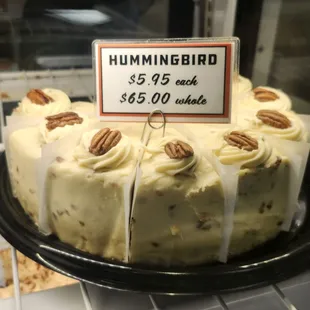 HUMMINGBIRD
$5.95 each
$65.00 whole